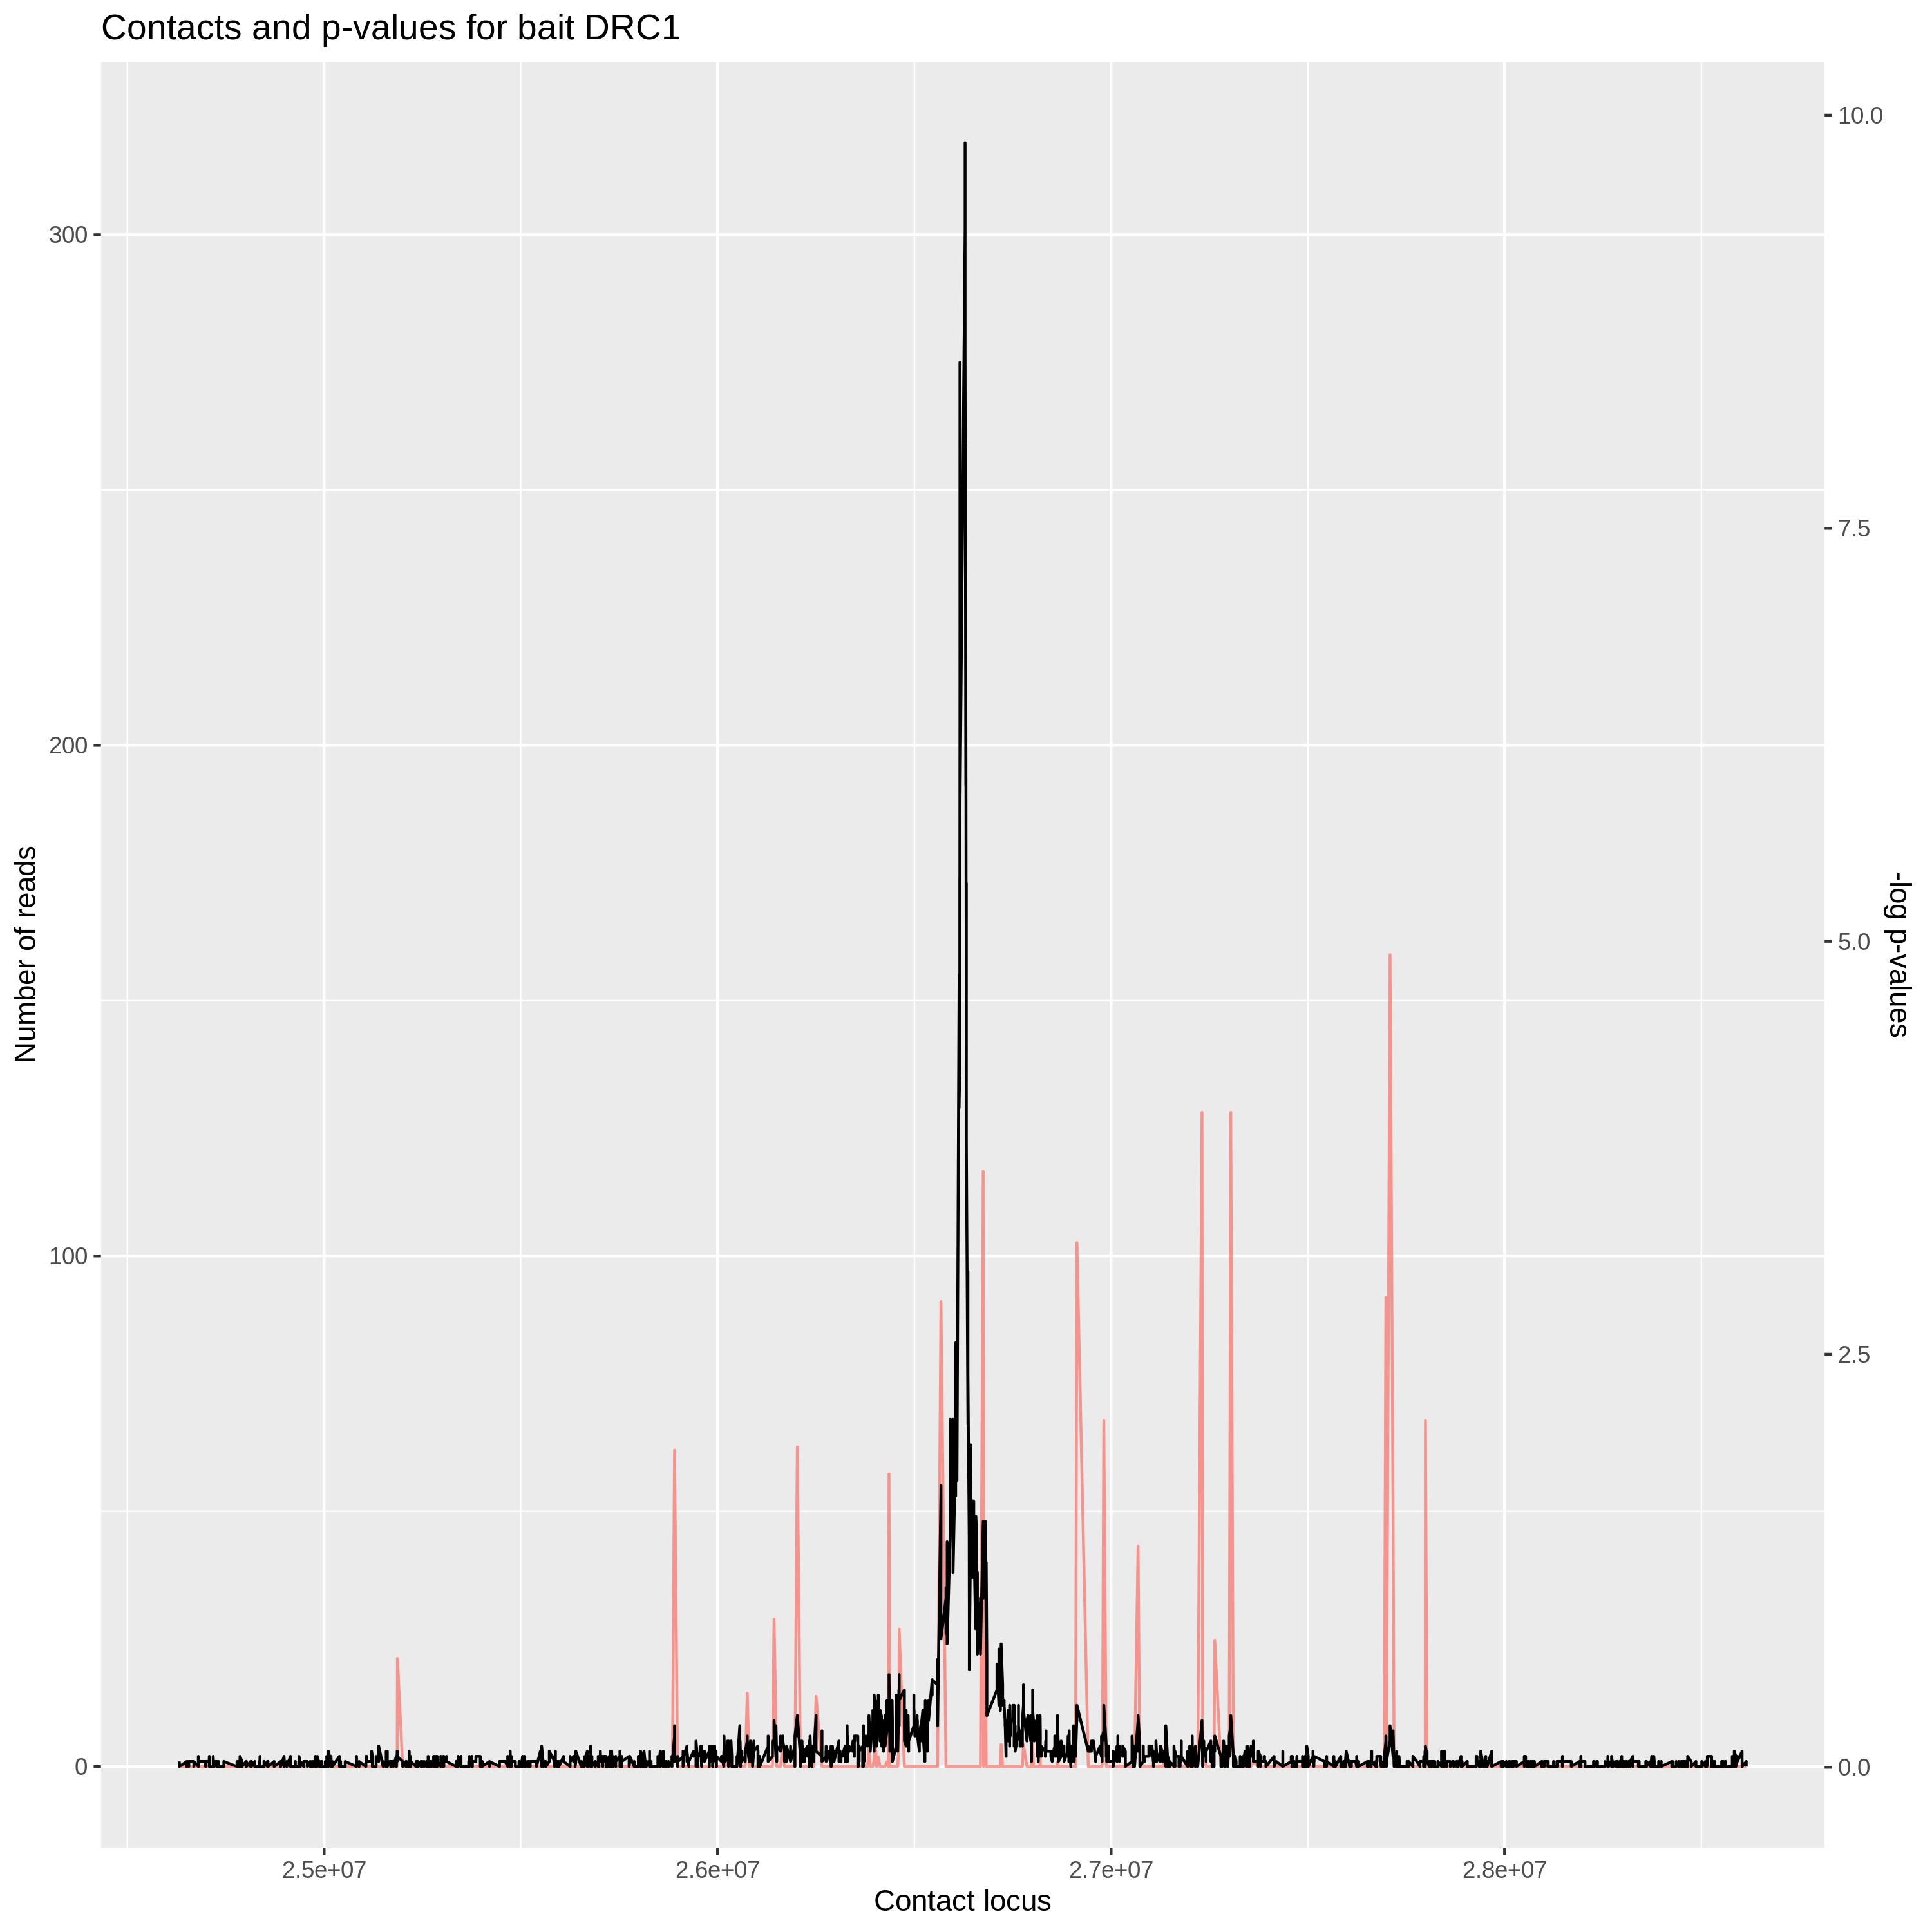 Contacts and p-values for bait DRC1
Number of reads
300
200
100
0
10.0
7.5
5.0
2.5
0.0
-log p-values
2.5e+07
2.6e+07
2.7e+07
2.8e+07
Contact locus